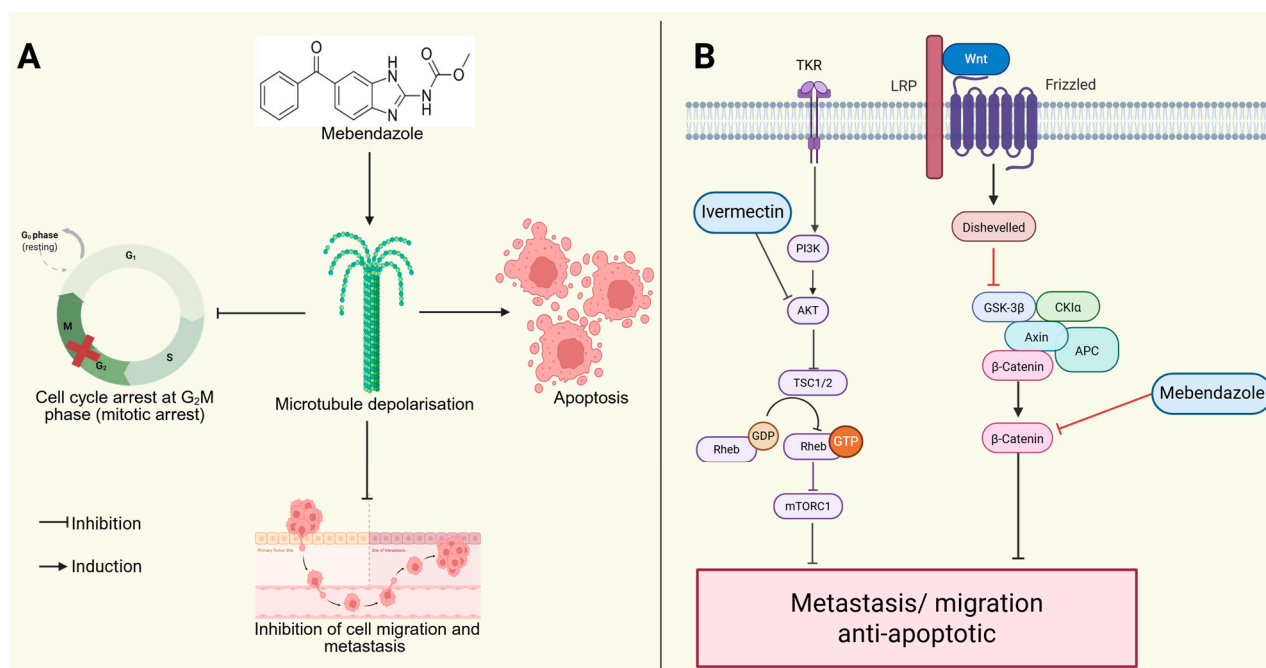 A
O
H
N
O
O
N
NH
Mebendazole
G₀ phase
(resting)
G₁
M
G₂
S
Cell cycle arrest at G₂M
phase (mitotic arrest)
Microtubule depolarisation
Apoptosis
Inhibition
Induction
Primary Tumor Site
Site of Metastasis
Inhibition of cell migration and
metastasis
B
TKR
LRP
Wnt
Frizzled
Ivermectin
PI3K
AKT
TSC1/2
Rheb
GDP
Rheb
GTP
mTORC1
Dishevelled
GSK-3β
CKIα
Axin
APC
β-Catenin
β-Catenin
Mebendazole
Metastasis/ migration
anti-apoptotic